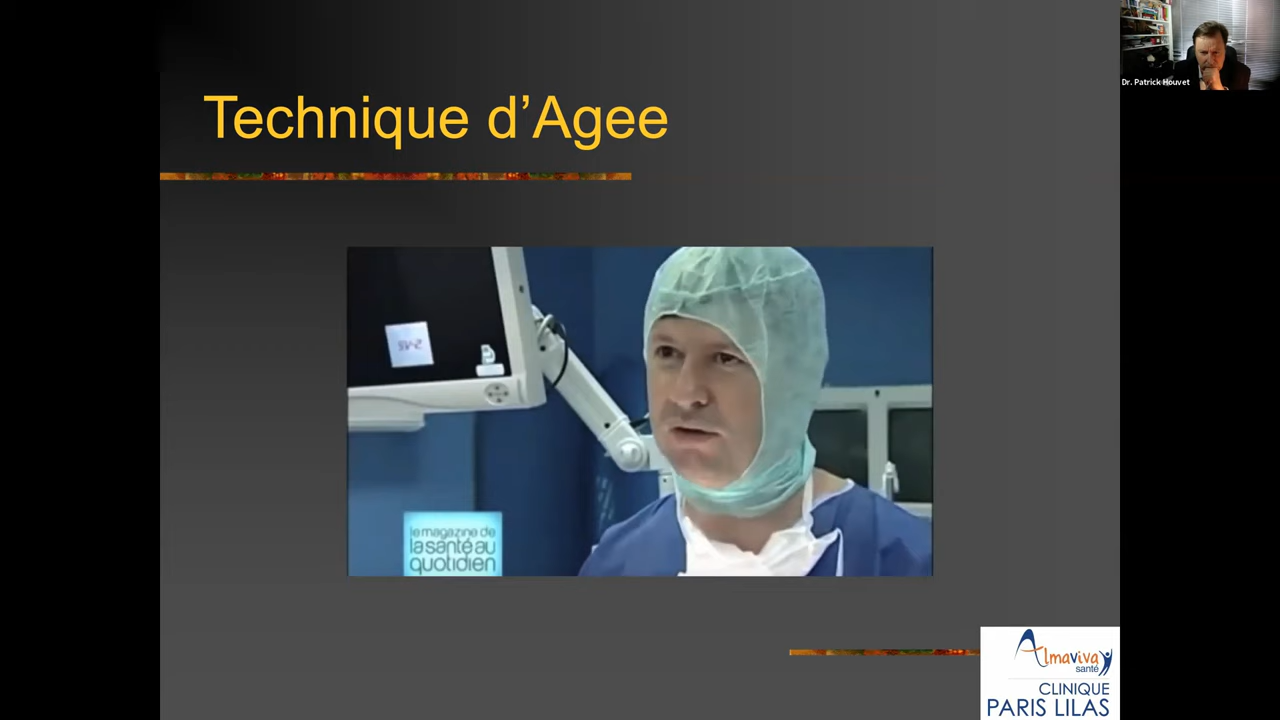 Technique d'Agee
Dr. Patrick Houvet
le magazine de
la santé au
quotidien
Almaviva
santé
CLINIQUE
PARIS LILAS